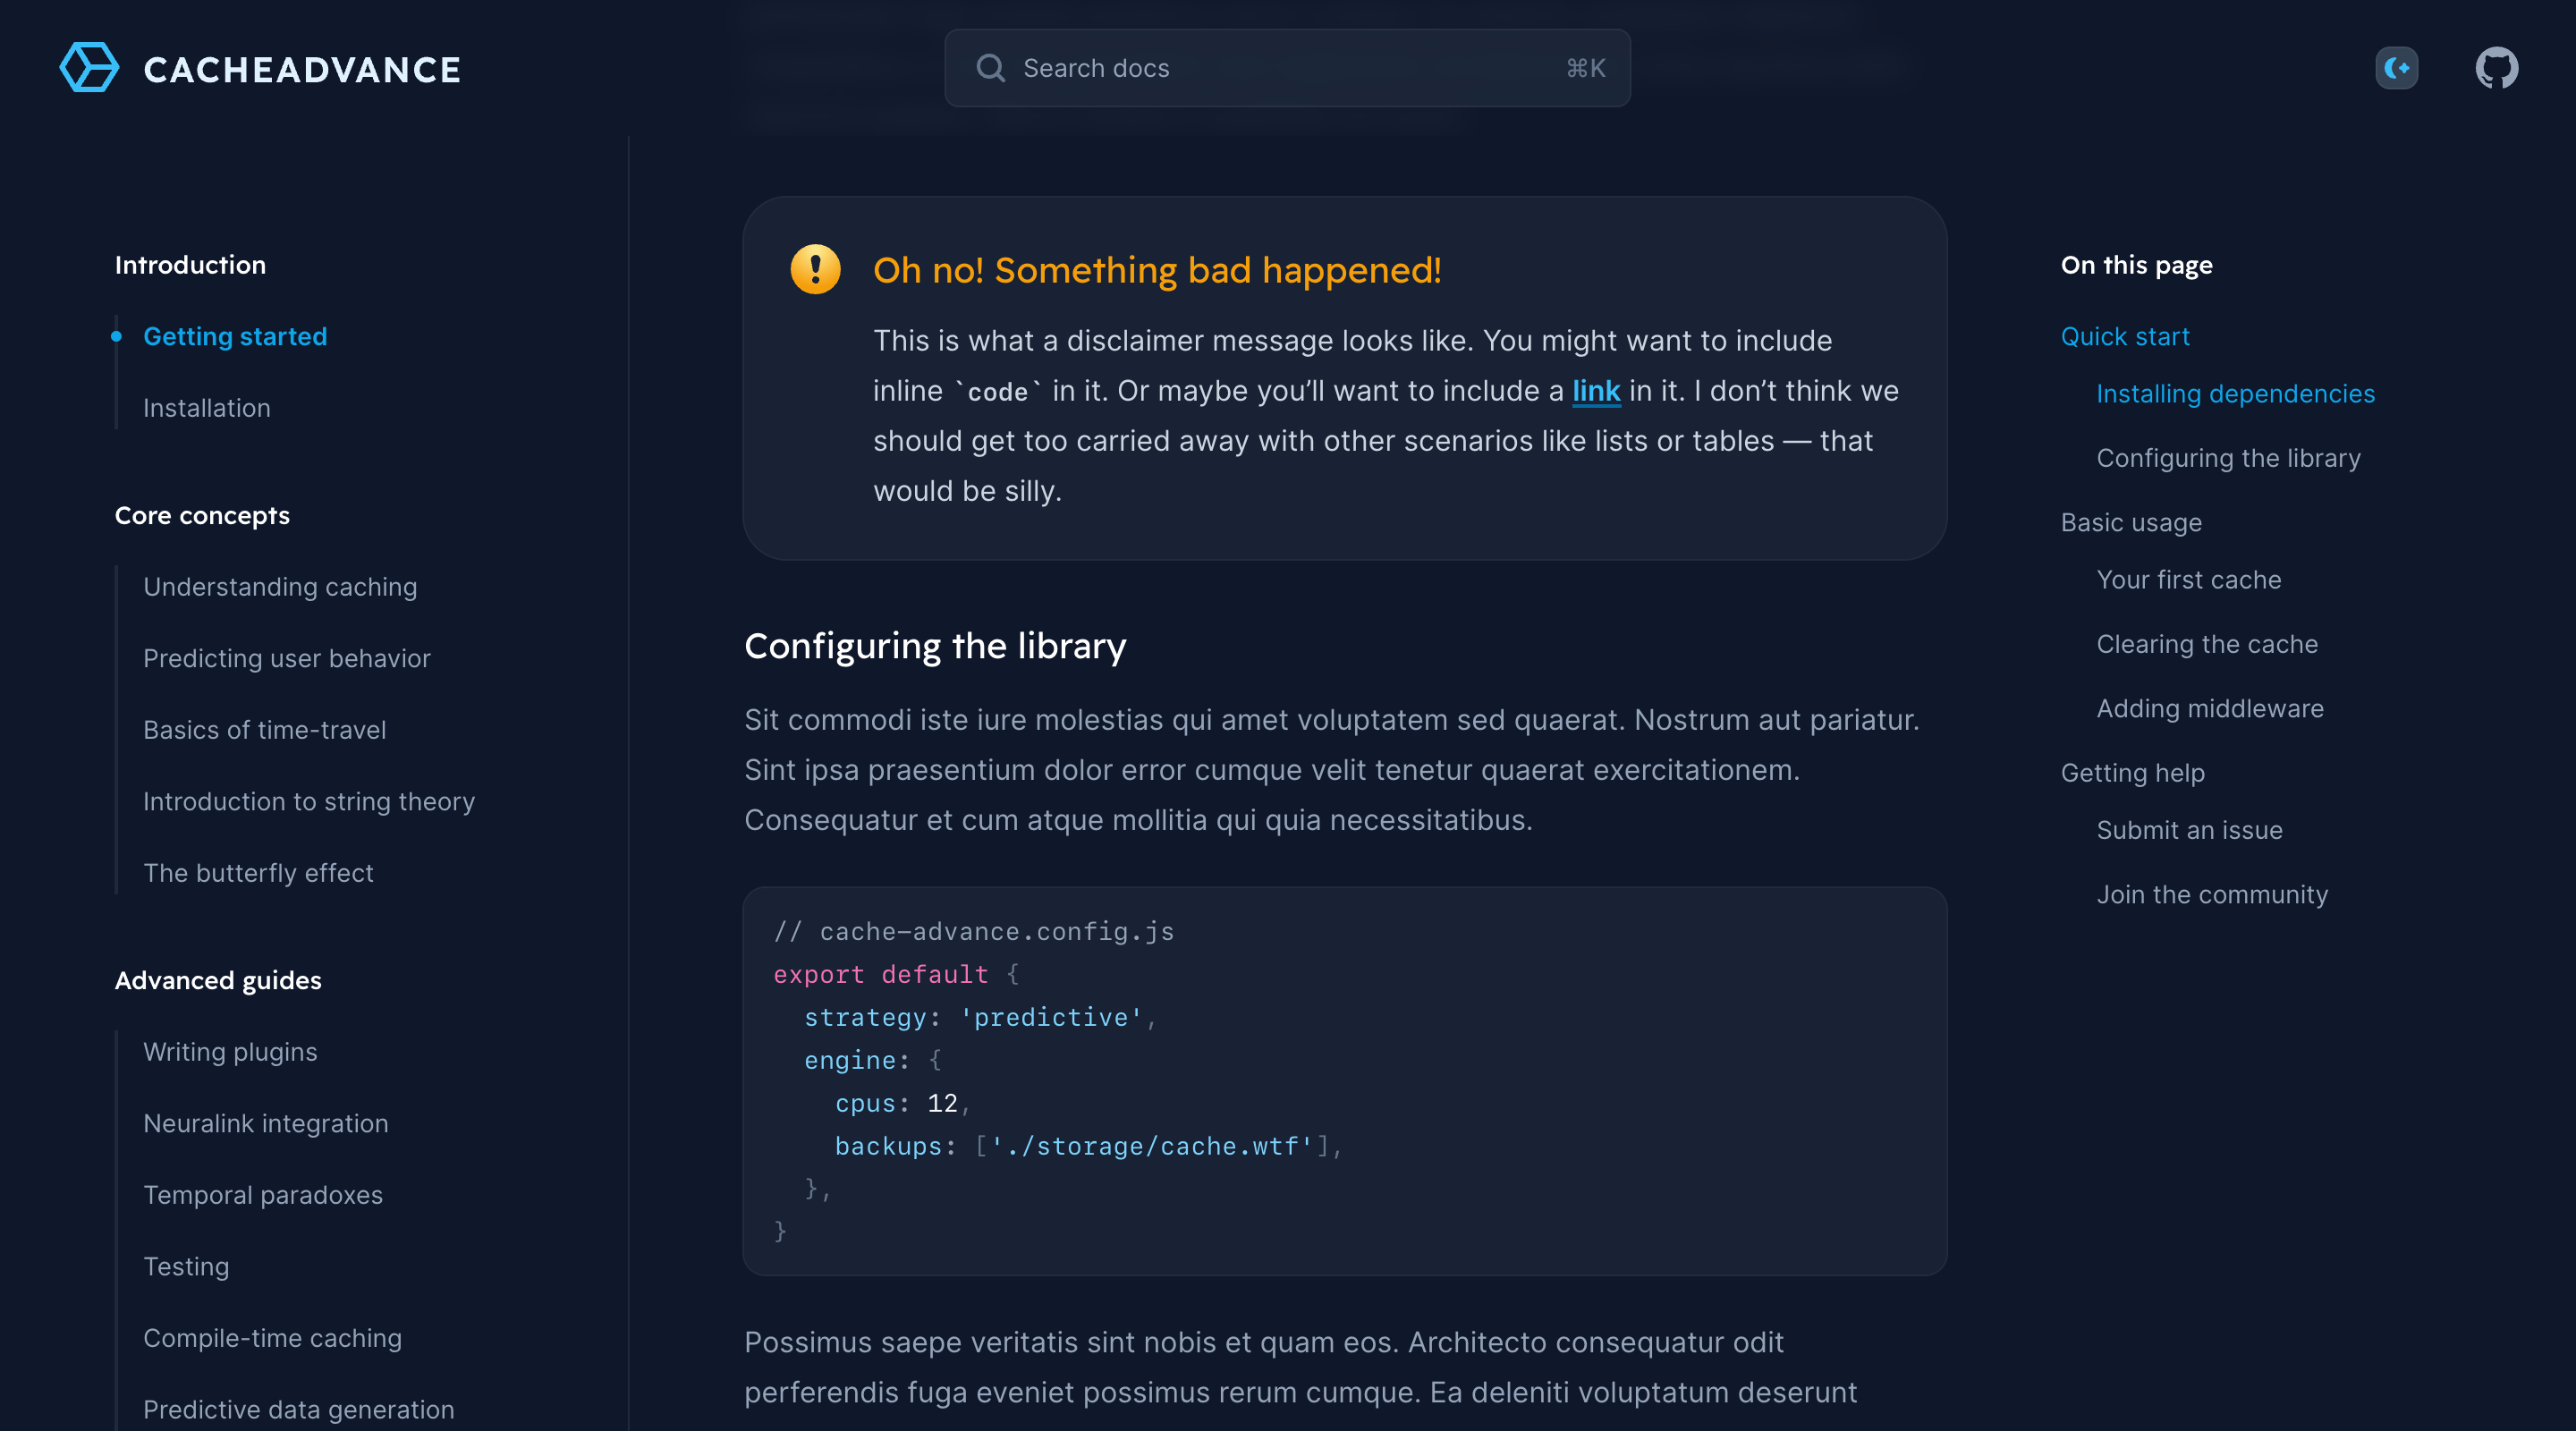 CACHEADVANCE
Search docs
⌘K
Introduction
Getting started
Installation
Core concepts
Understanding caching
Predicting user behavior
Basics of time-travel
Introduction to string theory
The butterfly effect
Advanced guides
Writing plugins
Neuralink integration
Temporal paradoxes
Testing
Compile-time caching
Predictive data generation
Oh no! Something bad happened!
This is what a disclaimer message looks like. You might want to include
inline `code` in it. Or maybe you’ll want to include a link in it. I don’t think we
should get too carried away with other scenarios like lists or tables — that
would be silly.
Configuring the library
Sit commodi iste iure molestias qui amet voluptatem sed quaerat. Nostrum aut pariatur.
Sint ipsa praesentium dolor error cumque velit tenetur quaerat exercitationem.
Consequatur et cum atque mollitia qui quia necessitatibus.
// cache-advance.config.js
export default {
  strategy: 'predictive',
  engine: {
    cpus: 12,
    backups: ['./storage/cache.wtf'],
  },
}
Possimus saepe veritatis sint nobis et quam eos. Architecto consequatur odit
perferendis fuga eveniet possimus rerum cumque. Ea deleniti voluptatum deserunt
On this page
Quick start
Installing dependencies
Configuring the library
Basic usage
Your first cache
Clearing the cache
Adding middleware
Getting help
Submit an issue
Join the community